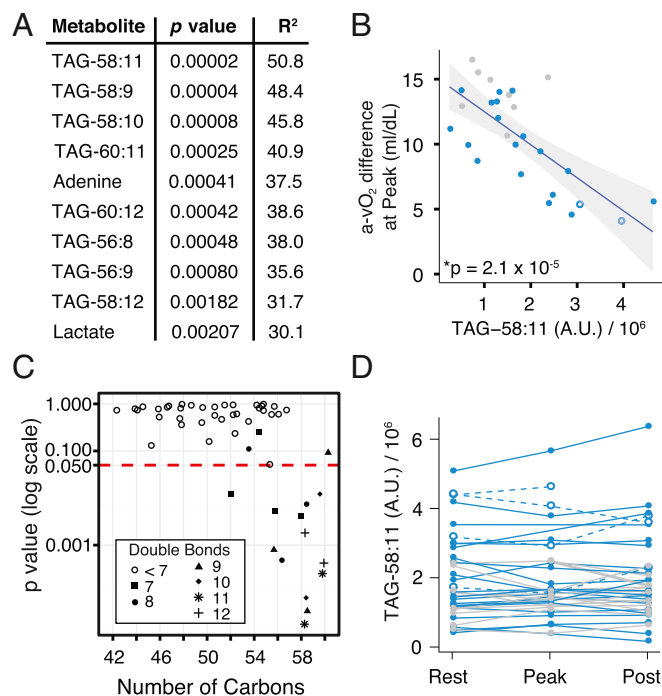 A
Metabolite p value R²
TAG-58:11 0.00002 50.8
TAG-58:9 0.00004 48.4
TAG-58:10 0.00008 45.8
TAG-60:11 0.00025 40.9
Adenine 0.00041 37.5
TAG-60:12 0.00042 38.6
TAG-56:8 0.00048 38.0
TAG-56:9 0.00080 35.6
TAG-58:12 0.00182 31.7
Lactate 0.00207 30.1
B
a-vO₂ difference
at Peak (ml/dL)
15
10
5
0
*p = 2.1 x 10⁻⁵
1 2 3 4
TAG–58:11 (A.U.) / 10⁶
C
p value (log scale)
1.000
0.100
0.050
0.001
Double Bonds
< 7
7
8
9
10
11
12
42 46 50 54 58
Number of Carbons
D
TAG-58:11 (A.U.) / 10⁶
6
4
2
0
Rest Peak Post